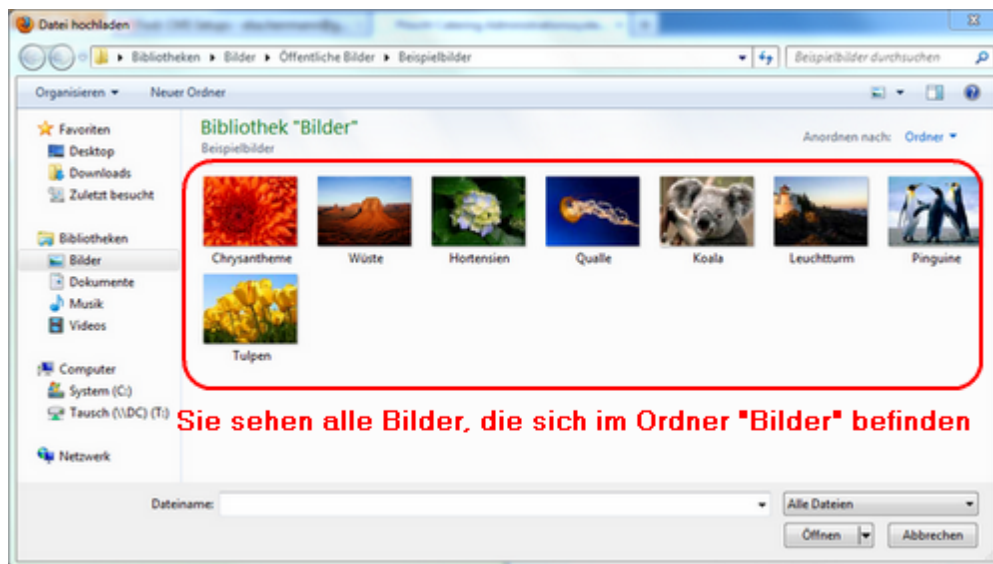 Datei hochladen
Bibliotheken ▸ Bilder ▸ Öffentliche Bilder ▸ Beispielbilder
Beispielbilder durchsuchen
Organisieren Neuer Ordner
Favoriten
Desktop
Downloads
Zuletzt besucht
Bibliotheken
Bilder
Dokumente
Musik
Videos
Computer
System (C:)
Tausch (\\DC) (T:)
Netzwerk
Bibliothek "Bilder"
Beispielbilder
Anordnen nach: Ordner
Chrysantheme Wüste Hortensien Qualle Koala Leuchtturm Pinguine
Tulpen
Sie sehen alle Bilder, die sich im Ordner "Bilder" befinden
Dateiname:
Alle Dateien
Öffnen Abbrechen